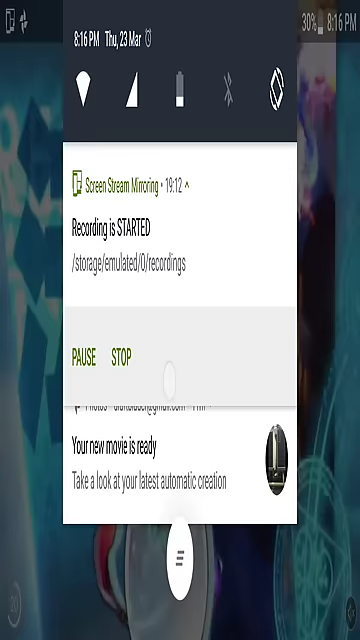 8:16 PM Thu, 23 Mar
30% 8:16 PM
Screen Stream Mirroring • 19:12
Recording is STARTED
/storage/emulated/0/recordings
PAUSE STOP
Your new movie is ready
Take a look at your latest automatic creation